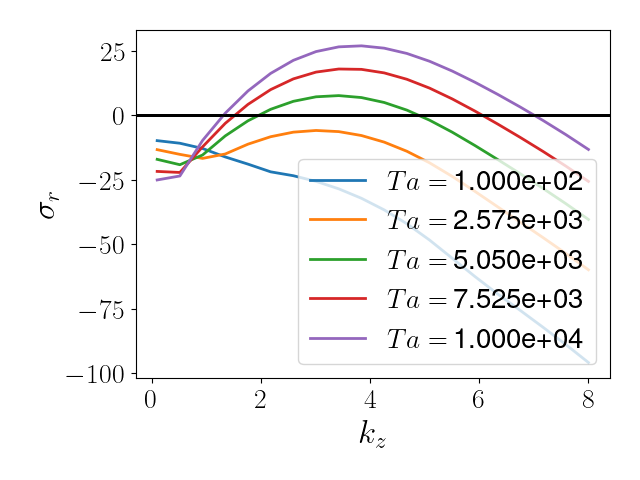 25
0
−25
−50
−75
−100
σr
Ta = 1.000e+02
Ta = 2.575e+03
Ta = 5.050e+03
Ta = 7.525e+03
Ta = 1.000e+04
0 2 4 6 8
kz